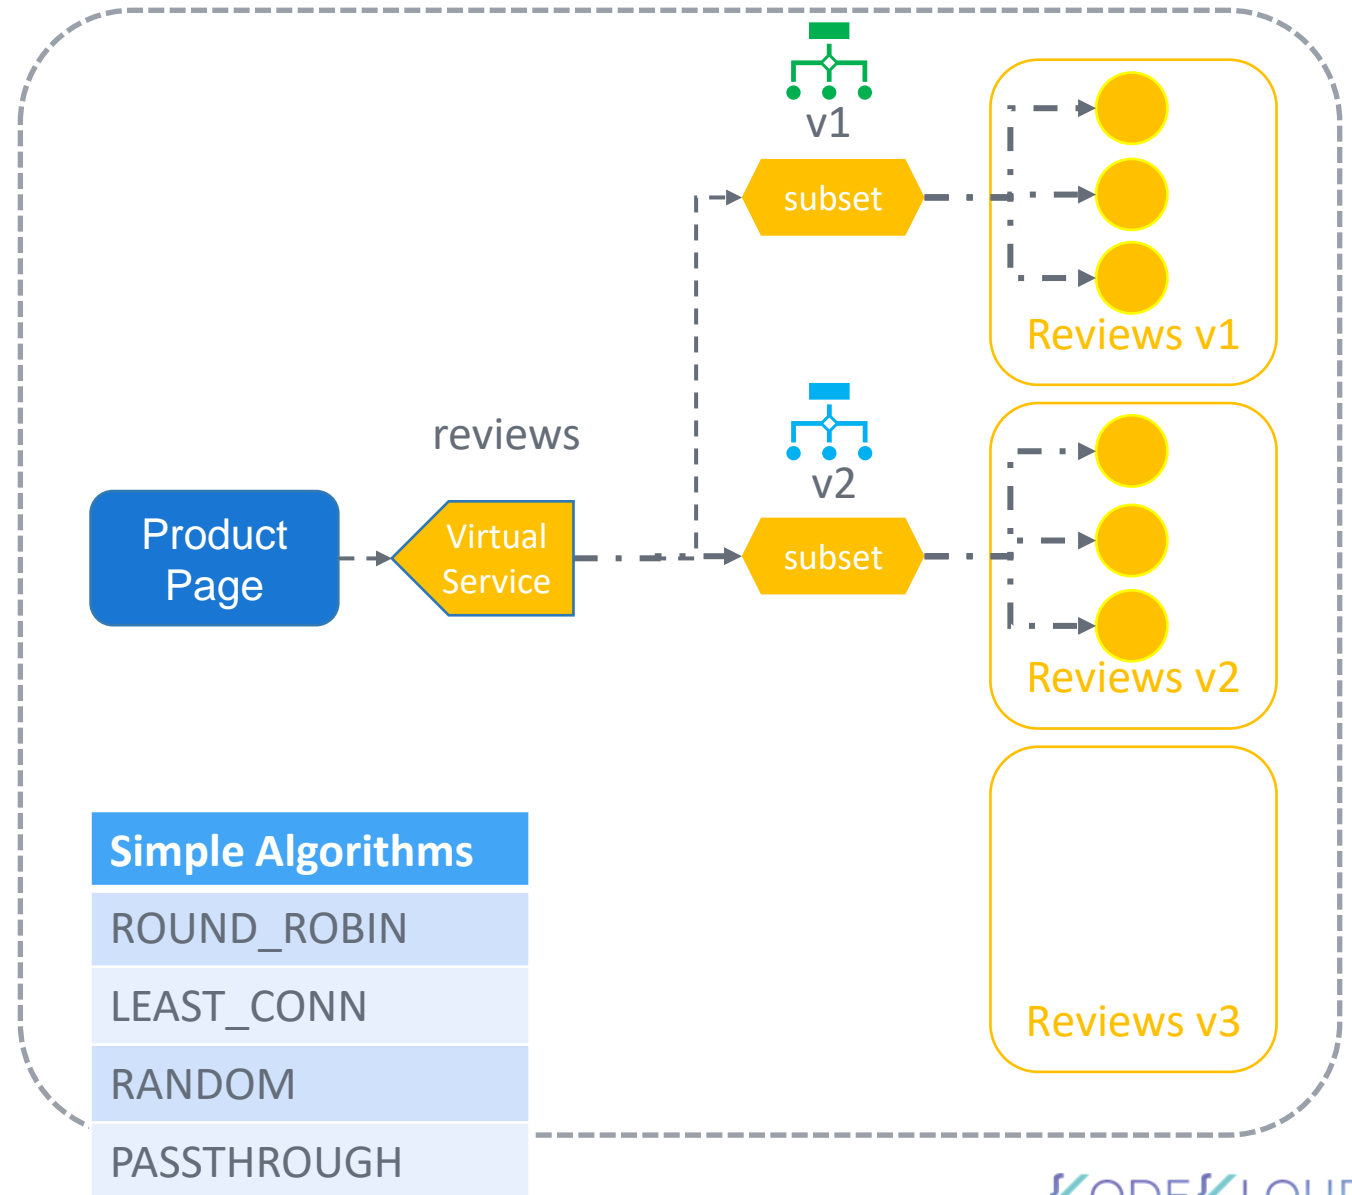 v1
subset
Reviews v1
reviews
v2
Product
Page
Virtual
Service
subset
Reviews v2
Simple Algorithms
ROUND_ROBIN
LEAST_CONN
RANDOM
PASSTHROUGH
Reviews v3